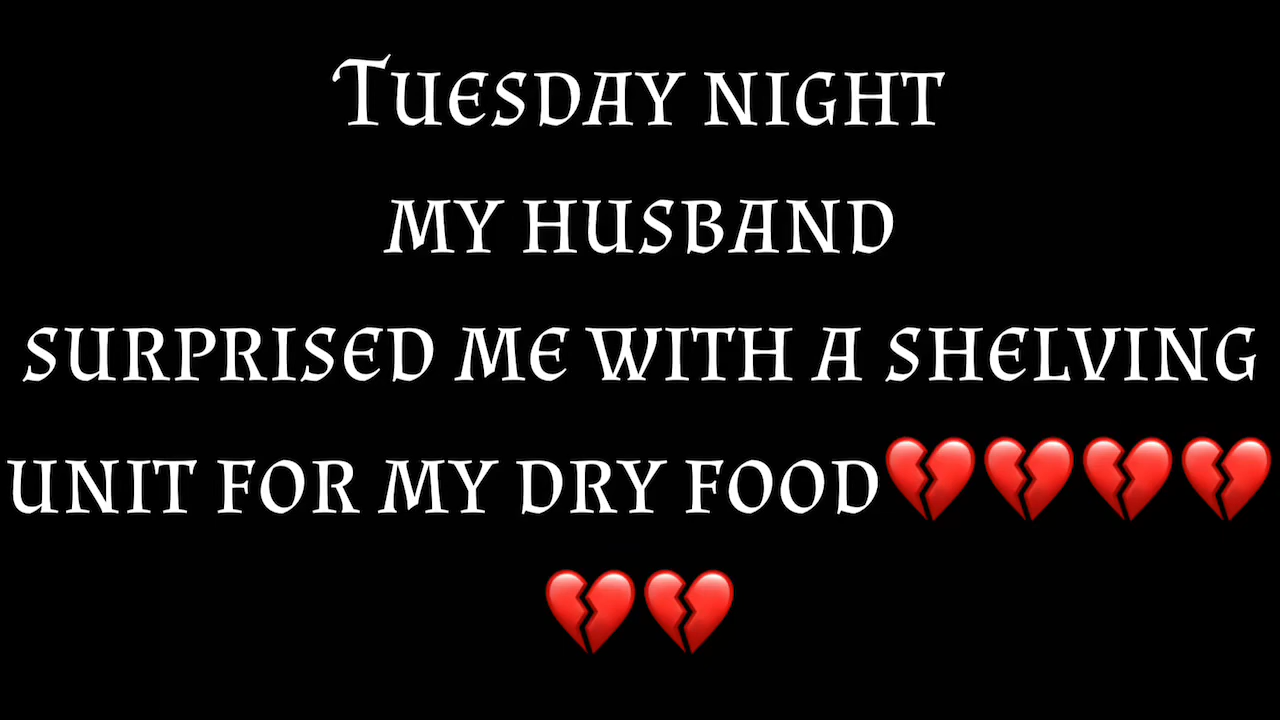 Tuesday night
my husband
surprised me with a shelving
unit for my dry food💔💔💔💔
💔💔